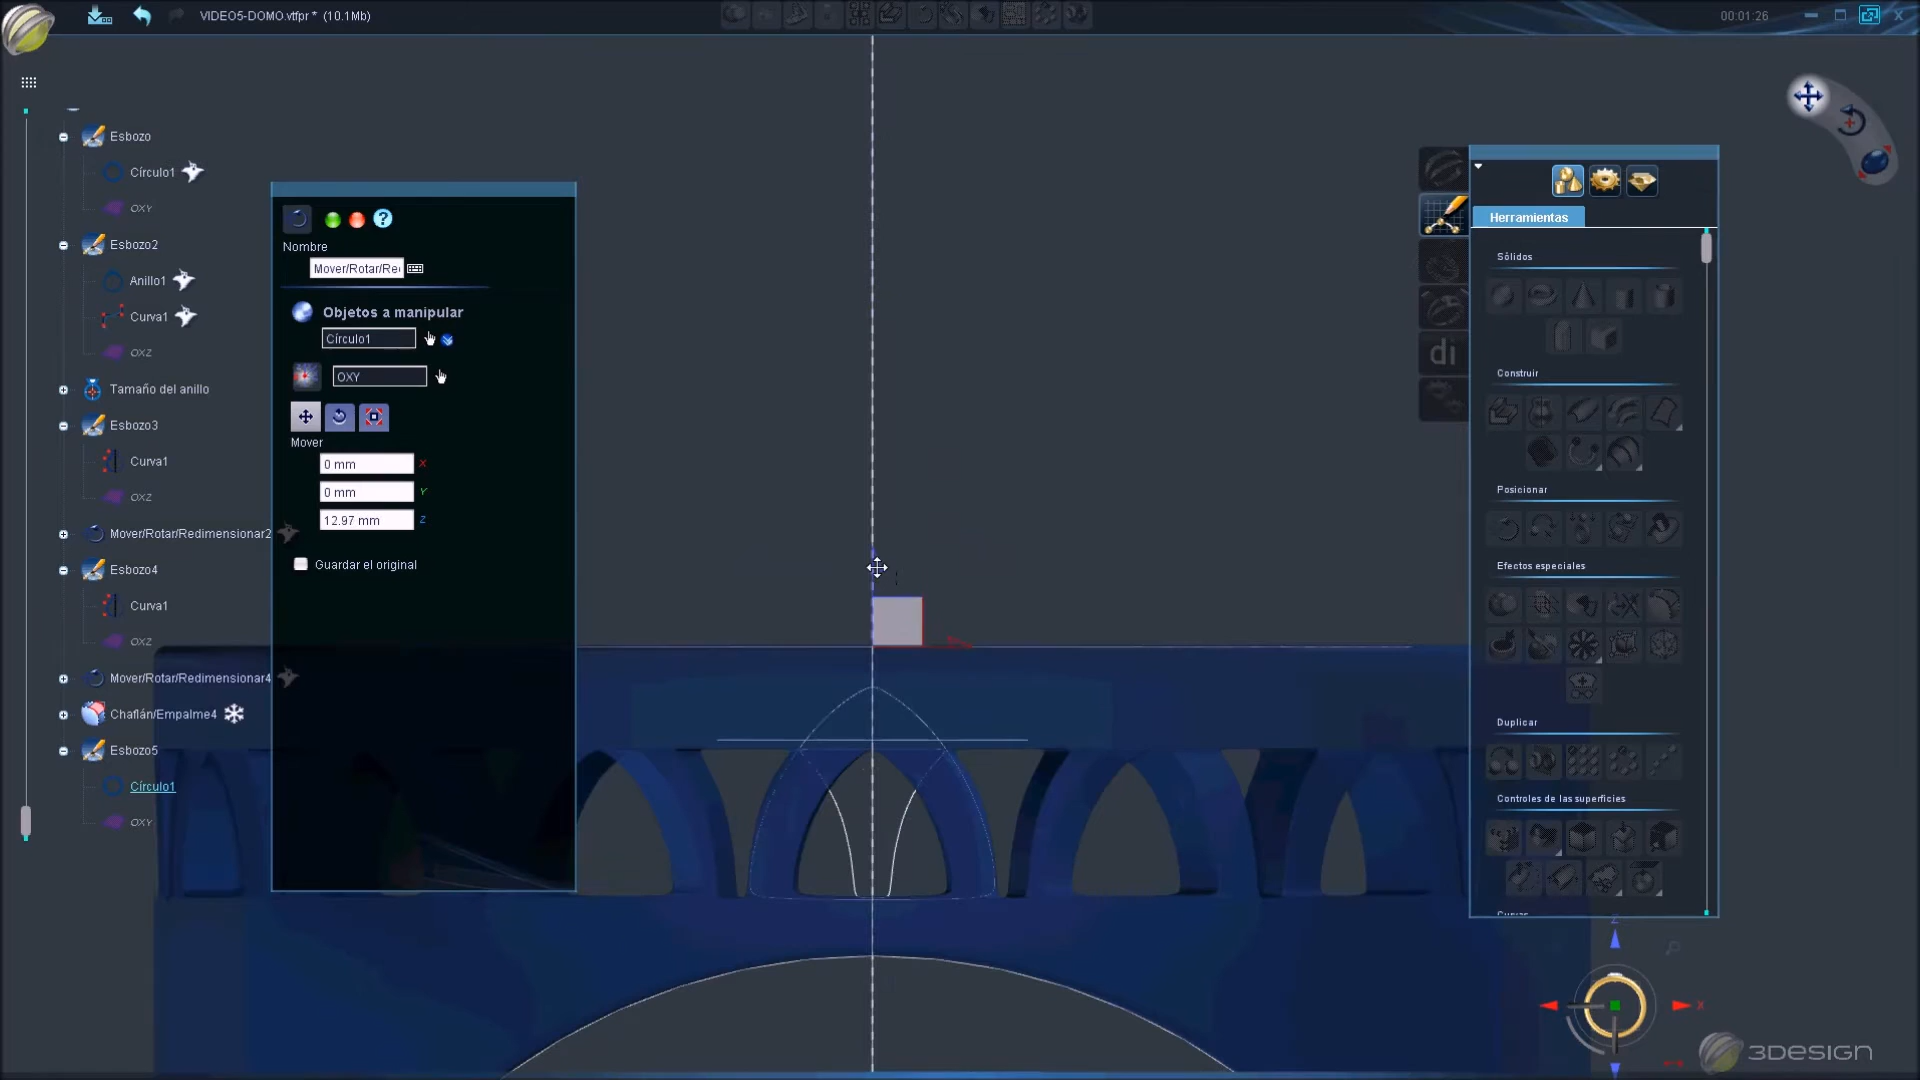 VIDEO5-DOMO.vtfpr * (10.1Mb)
00:01:26
Esbozo
Círculo1
OXY
Esbozo2
Anillo1
Curva1
OXZ
Tamaño del anillo
Esbozo3
Curva1
OXZ
Mover/Rotar/Redimensionar2
Esbozo4
Curva1
OXZ
Mover/Rotar/Redimensionar4
Chaflán/Empalme4
Esbozo5
Círculo1
OXY
?
Nombre
Mover/Rotar/Re
Objetos a manipular
Círculo1
OXY
Mover
0 mm X
0 mm Y
12.97 mm Z
Guardar el original
di
Herramientas
Sólidos
Construir
Posicionar
Efectos especiales
Duplicar
Controles de las superficies
Curvas
Z
X
3DESIGN